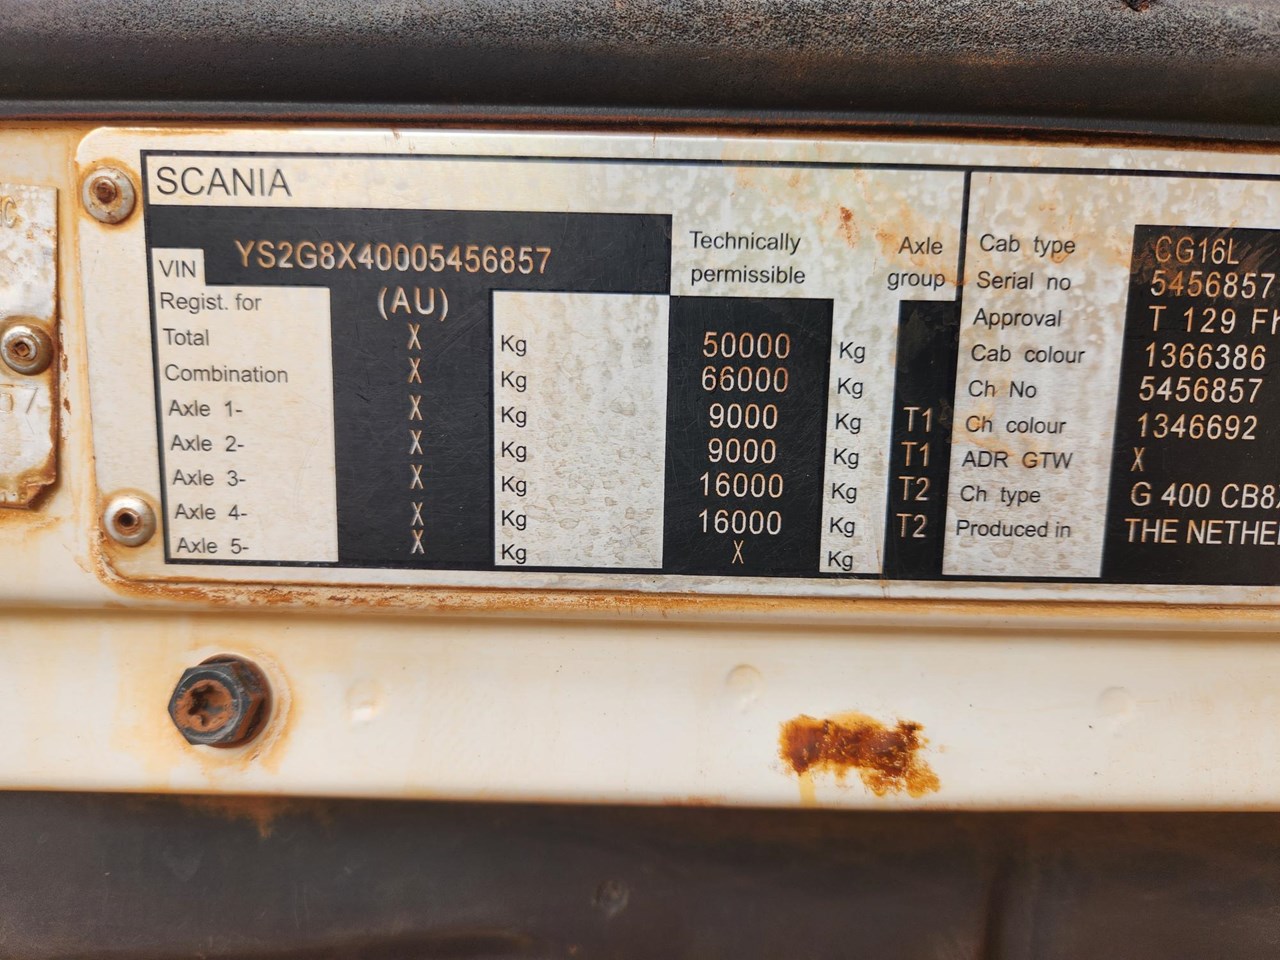 SCANIA
VIN YS2G8X40005456857
Technically permissible
Axle group
Regist. for (AU)
Total X Kg 50000 Kg
Combination X Kg 66000 Kg
Axle 1- X Kg 9000 Kg T1
Axle 2- X Kg 9000 Kg T1
Axle 3- X Kg 16000 Kg T2
Axle 4- X Kg 16000 Kg T2
Axle 5- X Kg X Kg
Cab type CG16L
Serial no 5456857
Approval T 129
Cab colour 1366386
Ch No 5456857
Ch colour 1346692
ADR GTW X
Ch type G 400
Produced in THE